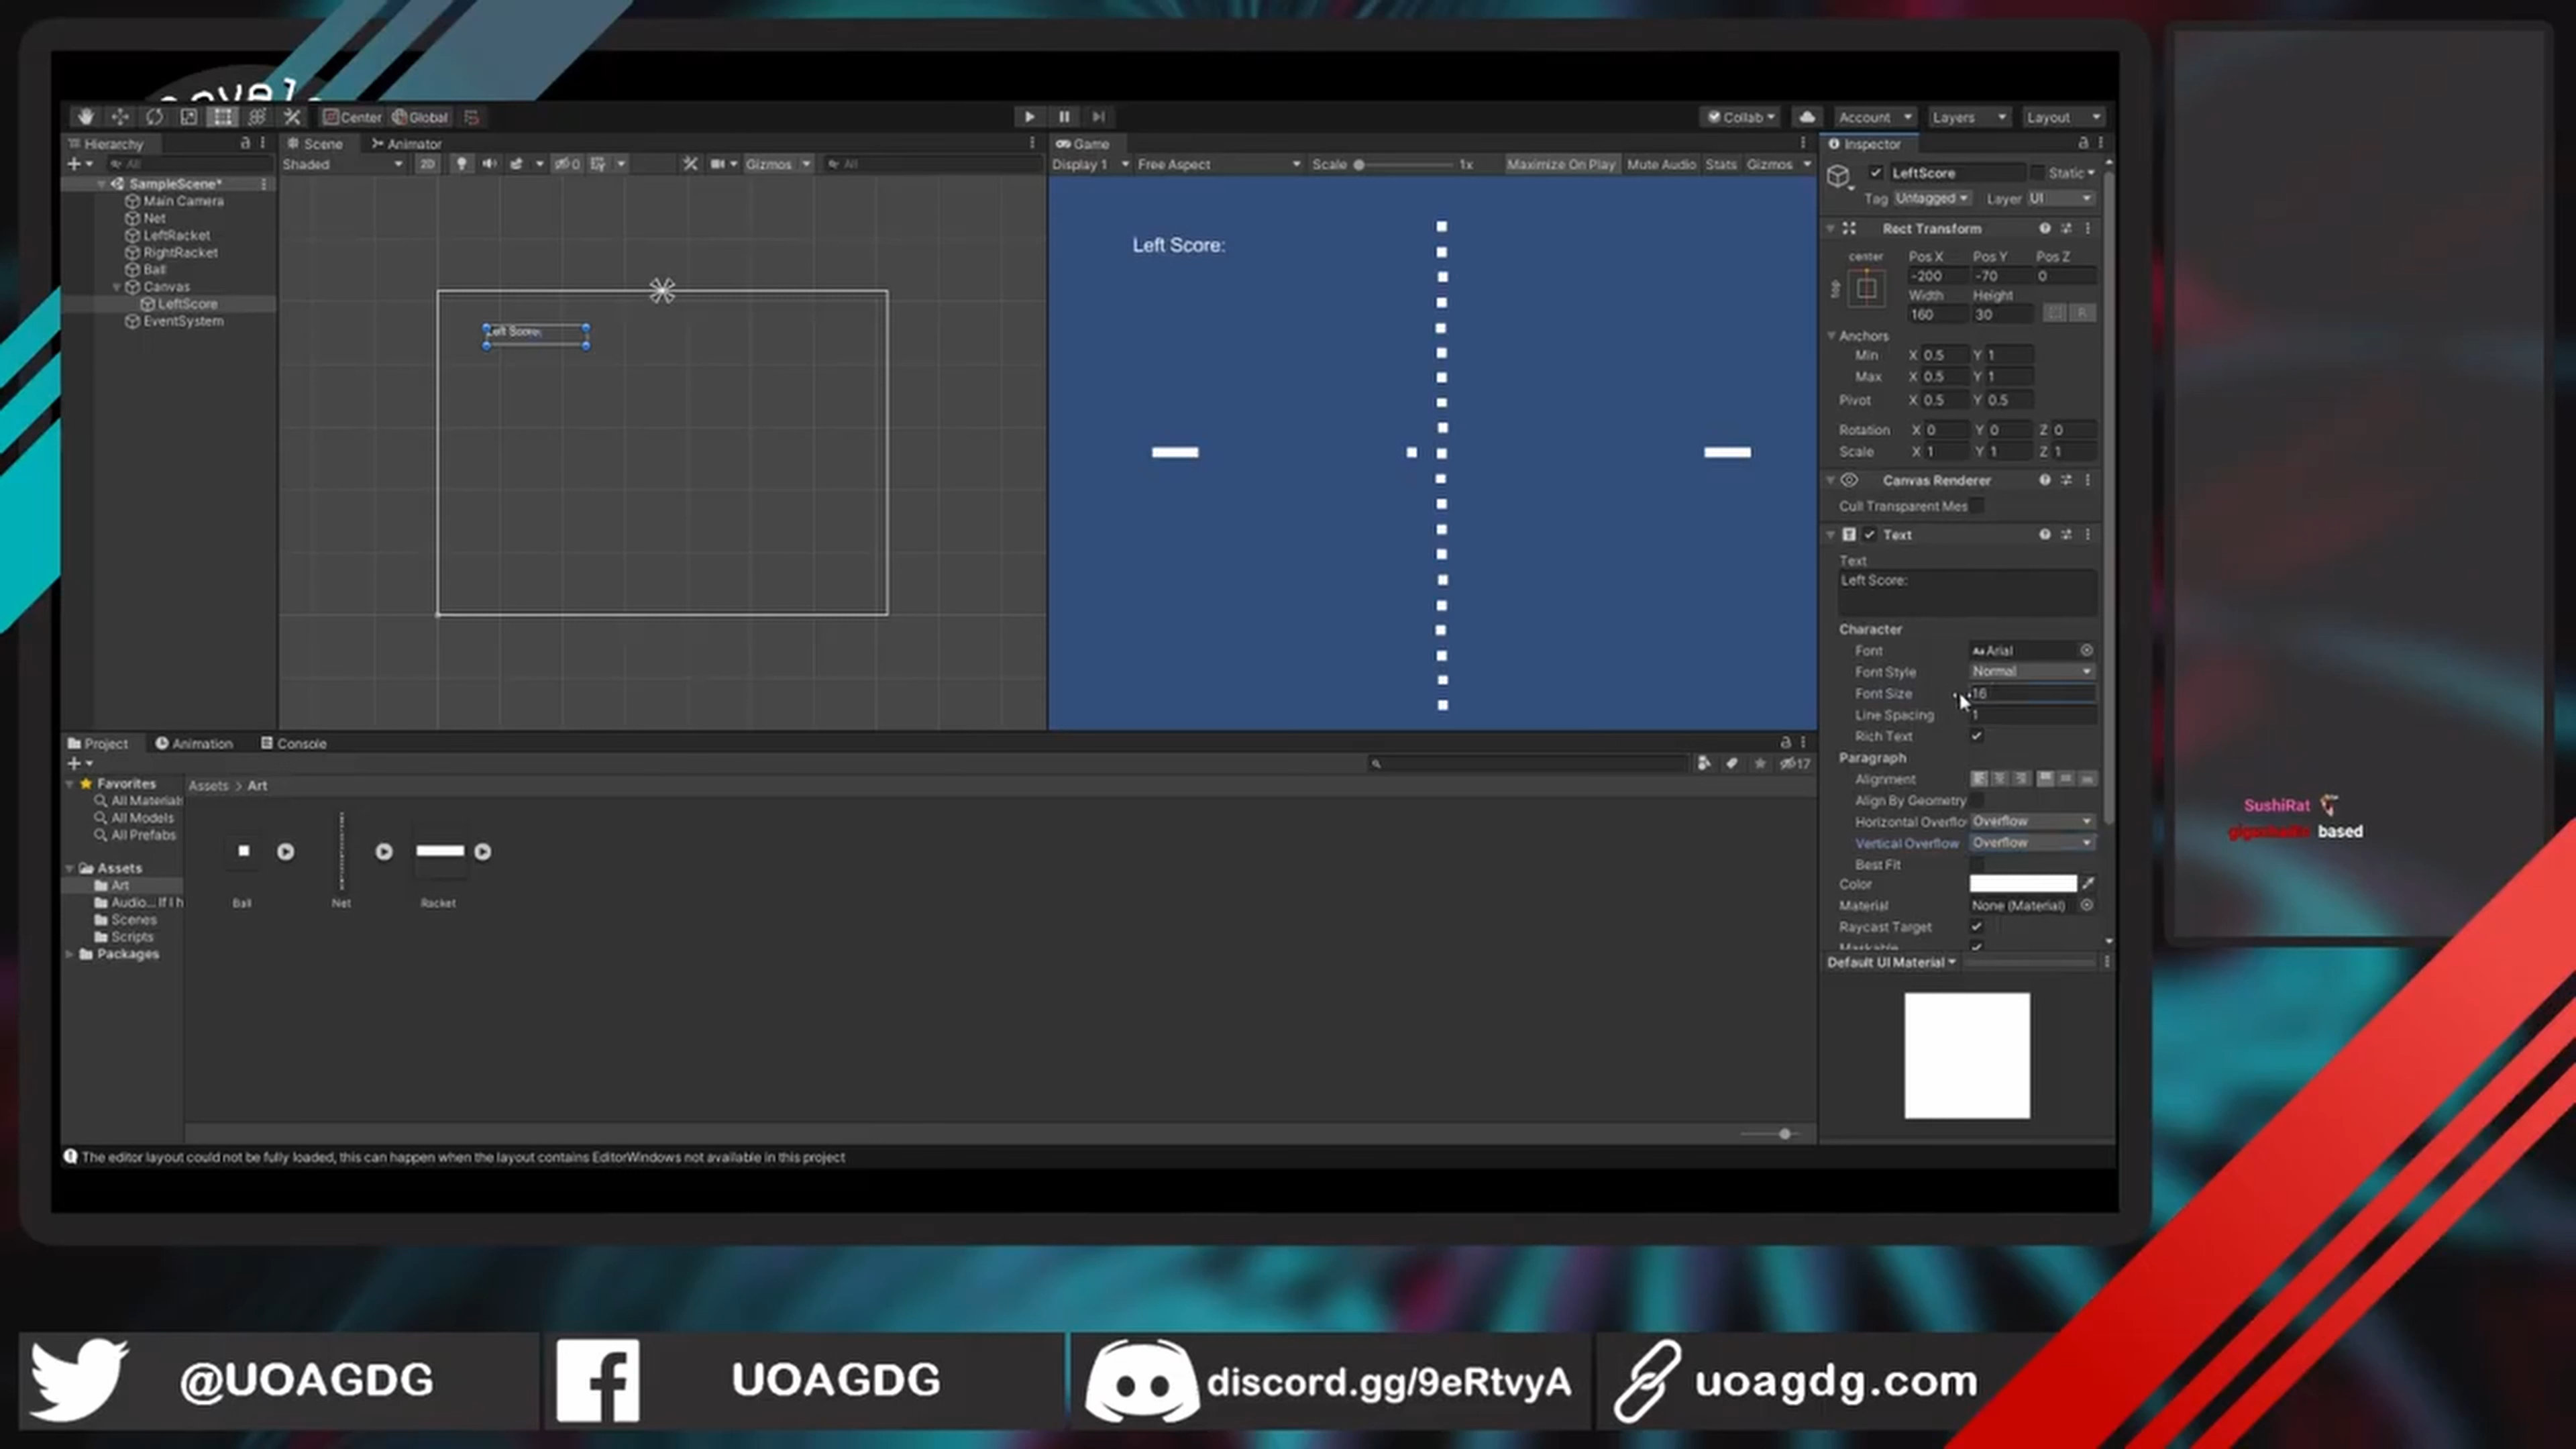 Center Global
Collab Account Layers Layout
Hierarchy
All
SampleScene*
Main Camera
Net
LeftRacket
RightRacket
Ball
Canvas
LeftScore
EventSystem
Scene Animator
Shaded 2D Gizmos All
Left Score:
Game
Display 1 Free Aspect Scale 1x Maximize On Play Mute Audio Stats Gizmos
Left Score:
Inspector
LeftScore Static
Tag Untagged Layer UI
Rect Transform
center Pos X Pos Y Pos Z
top -200 -70 0
Width Height
160 30 R
Anchors
Min X 0.5 Y 1
Max X 0.5 Y 1
Pivot X 0.5 Y 0.5
Rotation X 0 Y 0 Z 0
Scale X 1 Y 1 Z 1
Canvas Renderer
Cull Transparent Mes
Text
Text
Left Score:
Character
Font Arial
Font Style Normal
Font Size 16
Line Spacing 1
Rich Text
Paragraph
Alignment
Align By Geometry
Horizontal Overflo Overflow
Vertical Overflow Overflow
Best Fit
Color
Material None (Material)
Raycast Target
Maskable
Default UI Material
Project Animation Console
17
Favorites
All Materials
All Models
All Prefabs
Assets
Art
Audio... If I h
Scenes
Scripts
Packages
Assets > Art
Ball Net Racket
The editor layout could not be fully loaded, this can happen when the layout contains EditorWindows not available in this project
SushiRat
based
@UOAGDG
UOAGDG
discord.gg/9eRtvyA
uoagdg.com